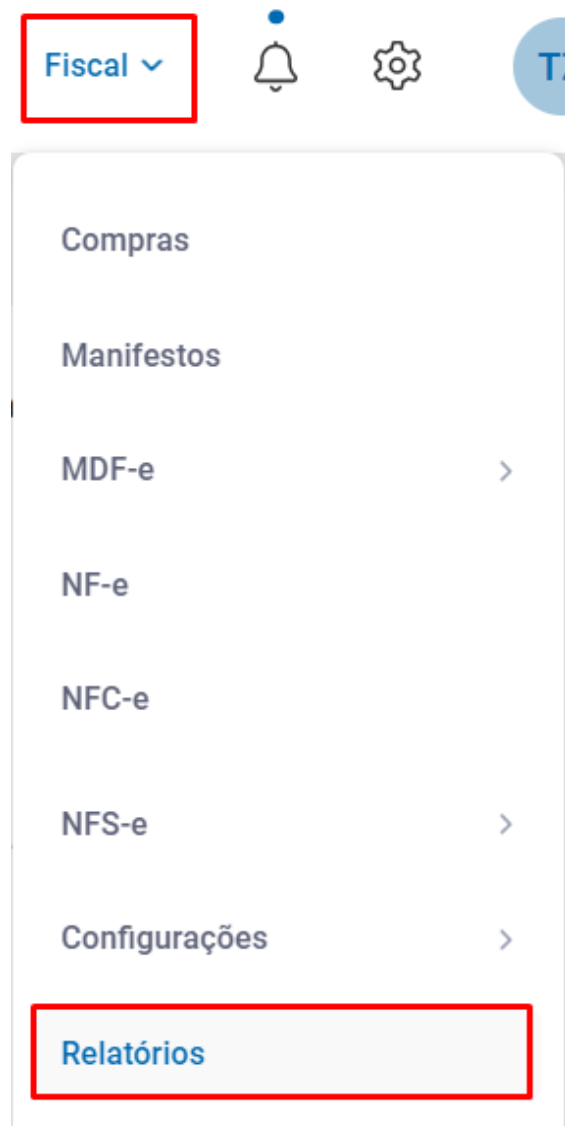 Fiscal
Compras
Manifestos
MDF-e
NF-e
NFC-e
NFS-e
Configurações
Relatórios